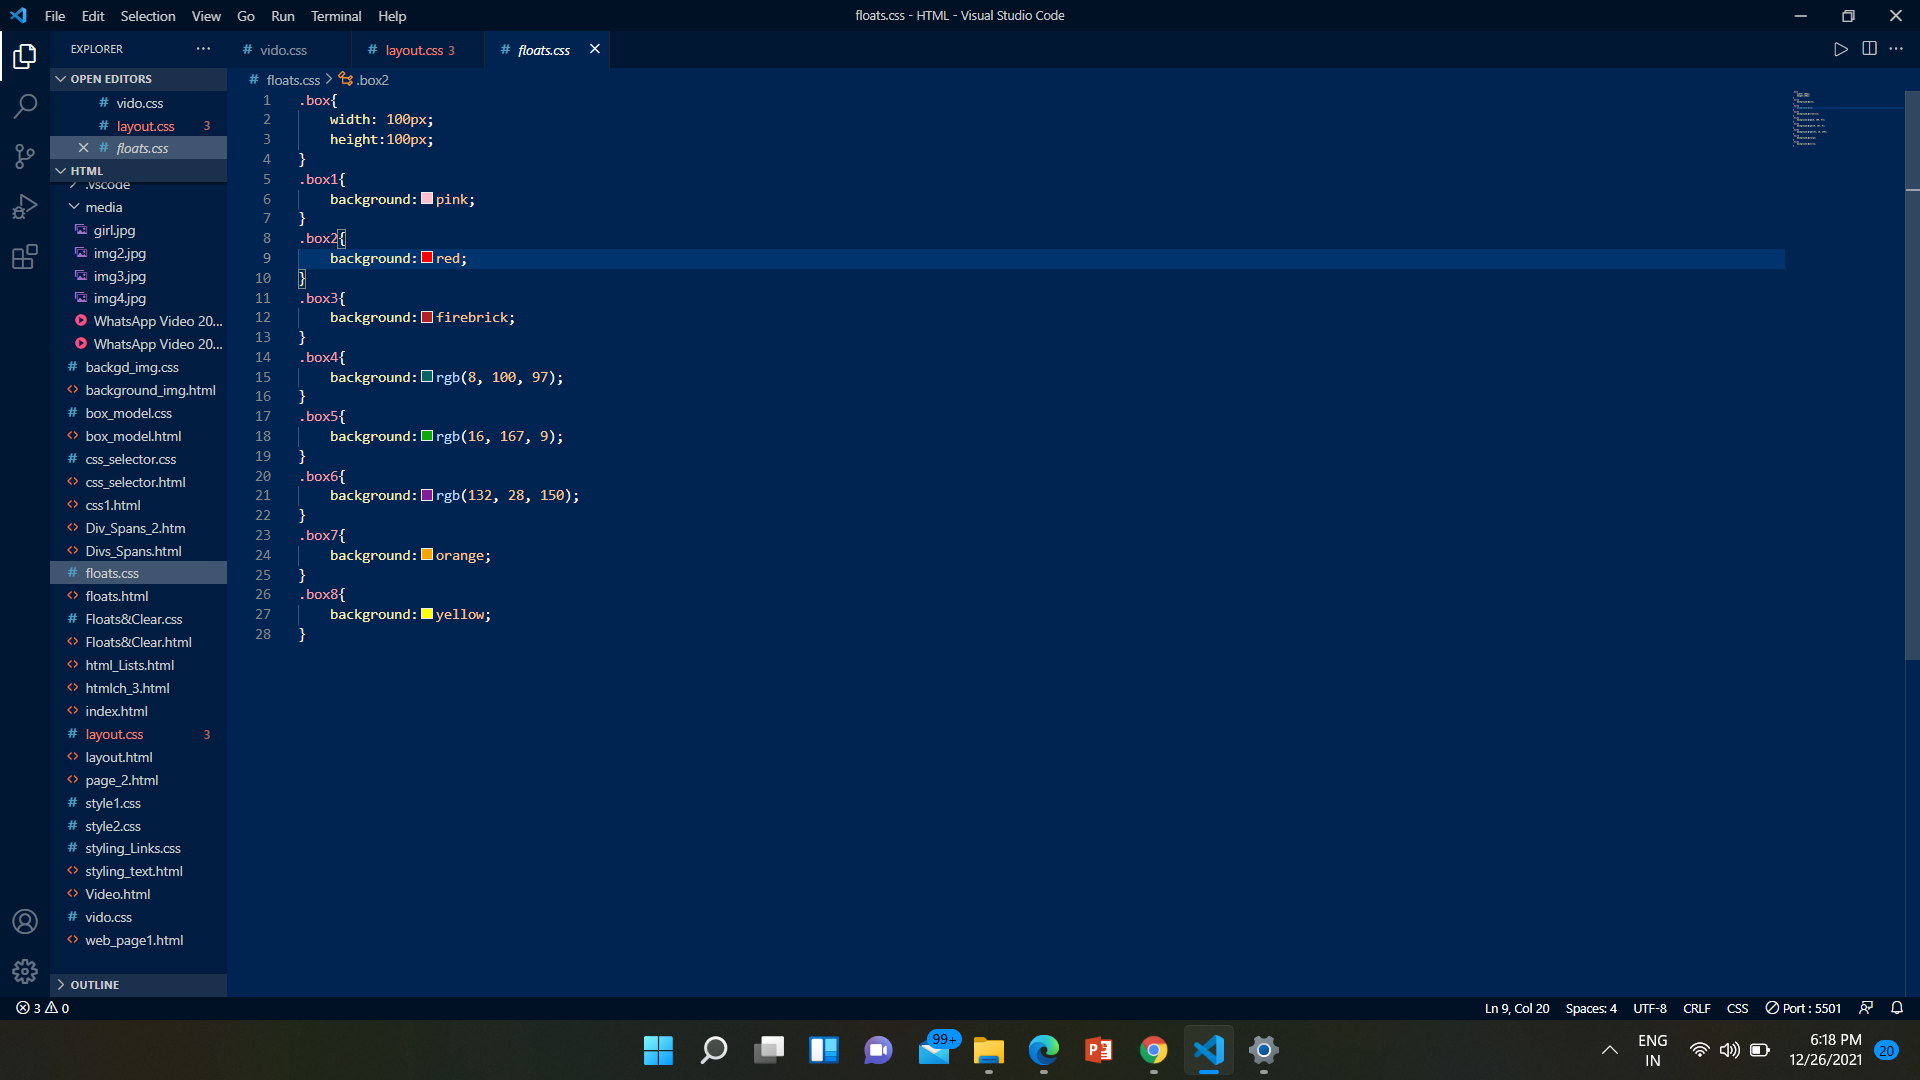 File Edit Selection View Go Run Terminal Help
floats.css - HTML - Visual Studio Code
EXPLORER
vido.css
layout.css 3
floats.css
OPEN EDITORS
vido.css
layout.css 3
floats.css
HTML
.vscode
media
girl.jpg
img2.jpg
img3.jpg
img4.jpg
WhatsApp Video 20...
WhatsApp Video 20...
backgd_img.css
background_img.html
box_model.css
box_model.html
css_selector.css
css_selector.html
css1.html
Div_Spans_2.htm
Divs_Spans.html
floats.css
floats.html
Floats&Clear.css
Floats&Clear.html
html_Lists.html
htmlch_3.html
index.html
layout.css 3
layout.html
page_2.html
style1.css
style2.css
styling_Links.css
styling_text.html
Video.html
vido.css
web_page1.html
OUTLINE
floats.css > .box2
1 .box{
2 width: 100px;
3 height:100px;
4 }
5 .box1{
6 background:pink;
7 }
8 .box2{
9 background:red;
10 }
11 .box3{
12 background:firebrick;
13 }
14 .box4{
15 background:rgb(8, 100, 97);
16 }
17 .box5{
18 background:rgb(16, 167, 9);
19 }
20 .box6{
21 background:rgb(132, 28, 150);
22 }
23 .box7{
24 background:orange;
25 }
26 .box8{
27 background:yellow;
28 }
3 0
Ln 9, Col 20 Spaces: 4 UTF-8 CRLF CSS Port : 5501
99+
ENG
IN
6:18 PM
12/26/2021
20